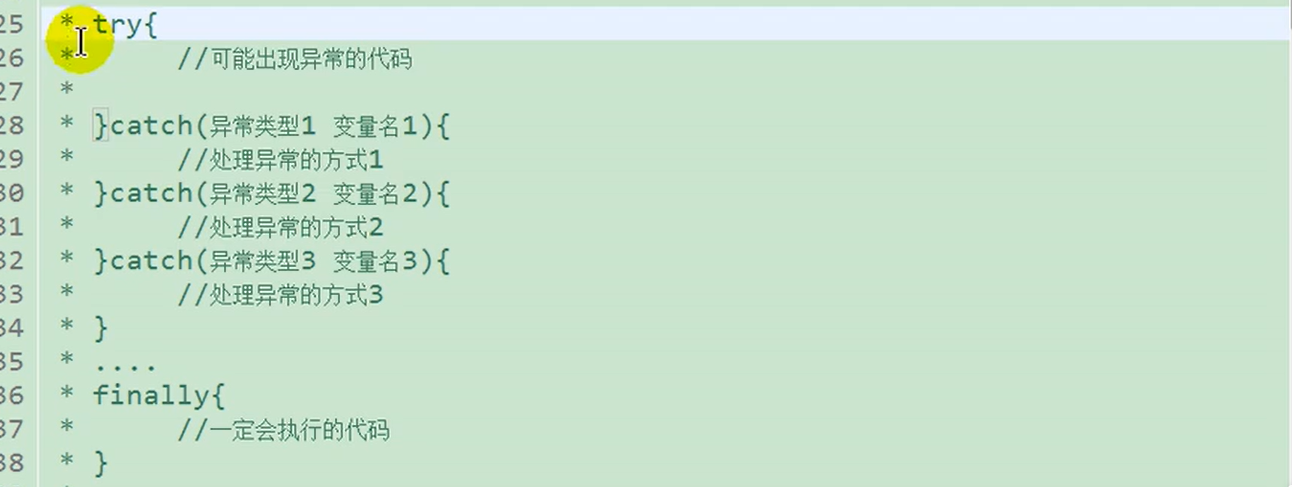 25 * try{
26 * //可能出现异常的代码
27 *
28 * }catch(异常类型1 变量名1){
29 * //处理异常的方式1
30 * }catch(异常类型2 变量名2){
31 * //处理异常的方式2
32 * }catch(异常类型3 变量名3){
33 * //处理异常的方式3
34 * }
35 * ....
36 * finally{
37 * //一定会执行的代码
38 * }